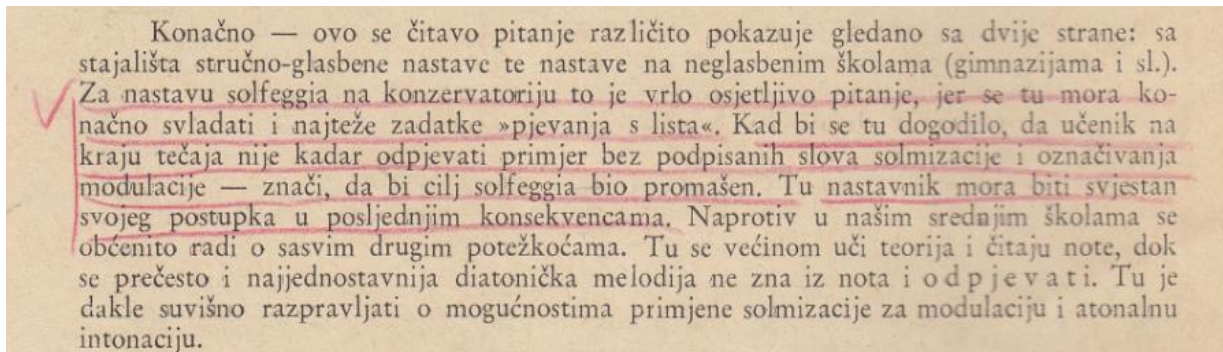 Konačno — ovo se čitavo pitanje različito pokazuje gledano sa dvije strane: sa
stajališta stručno-glasbene nastave te nastave na neglasbenim školama (gimnazijama i sl.).
Za nastavu solfeggia na konzervatoriju to je vrlo osjetljivo pitanje, jer se tu mora ko-
načno svladati i najteže zadatke »pjevanja s lista«. Kad bi se tu dogodilo, da učenik na
kraju tečaja nije kadar odpjevati primjer bez podpisanih slova solmizacije i označivanja
modulacije — znači, da bi cilj solfeggia bio promašen. Tu nastavnik mora biti svjestan
svojeg postupka u posljednjim konsekvencama. Naprotiv u našim srednjim školama se
občenito radi o sasvim drugim potežkoćama. Tu se većinom uči teorija i čitaju note, dok
se prečesto i najjednostavnija diatonička melodija ne zna iz nota i odpjevati. Tu je
dakle suvišno razpravljati o mogućnostima primjene solmizacije za modulaciju i atonalnu
intonaciju.